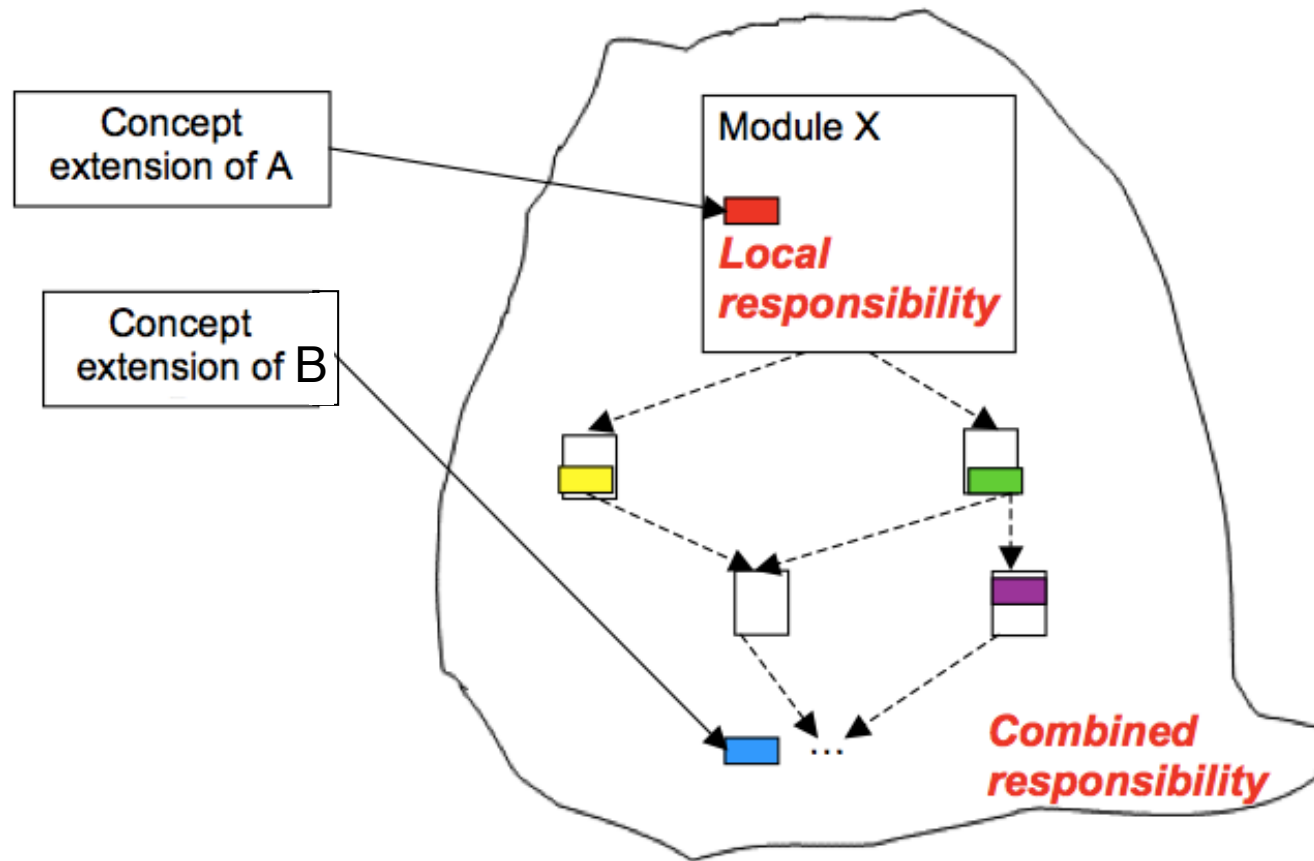 Concept
extension of A
Module X
Local
responsibility
Concept
extension of B
...
Combined
responsibility